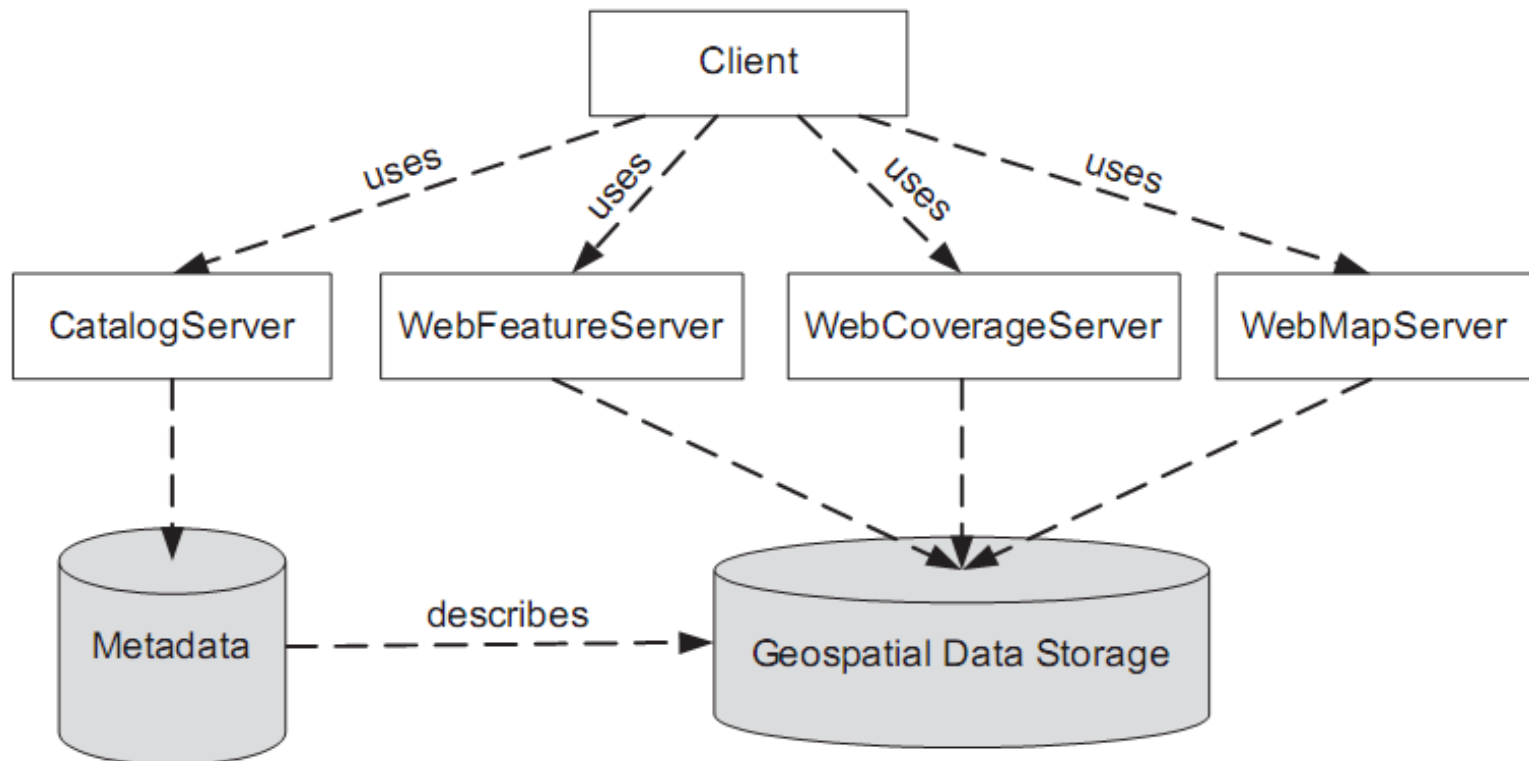 Client
uses
uses
uses
uses
CatalogServer
WebFeatureServer
WebCoverageServer
WebMapServer
describes
Metadata
Geospatial Data Storage